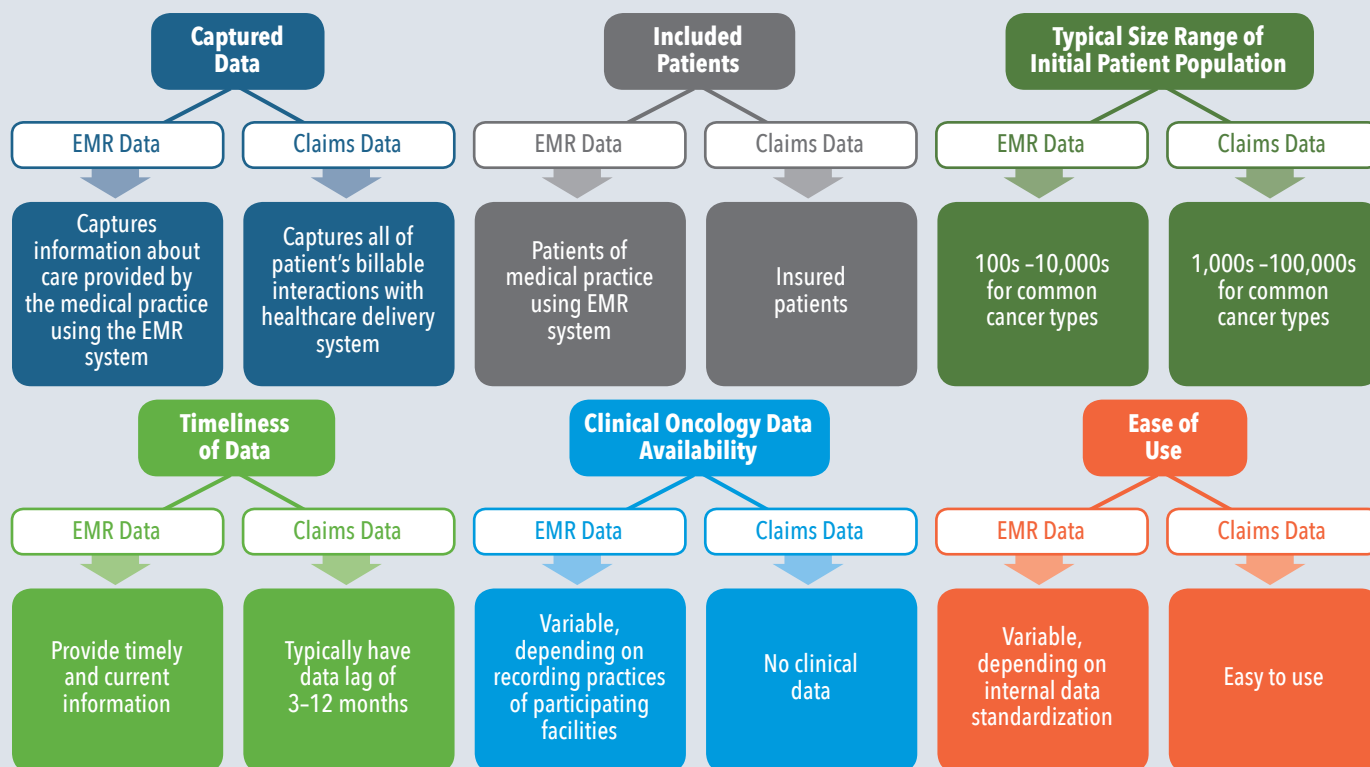 Captured
Data
EMR Data
Claims Data
Captures
information about
care provided by
the medical practice
using the EMR
system
Captures all of
patient’s billable
interactions with
healthcare delivery
system
Included
Patients
EMR Data
Claims Data
Patients of
medical practice
using EMR
system
Insured
patients
Typical Size Range of
Initial Patient Population
EMR Data
Claims Data
100s –10,000s
for common
cancer types
1,000s –100,000s
for common
cancer types
Timeliness
of Data
EMR Data
Claims Data
Provide timely
and current
information
Typically have
data lag of
3–12 months
Clinical Oncology Data
Availability
EMR Data
Claims Data
Variable,
depending on
recording practices
of participating
facilities
No clinical
data
Ease of
Use
EMR Data
Claims Data
Variable,
depending on
internal data
standardization
Easy to use